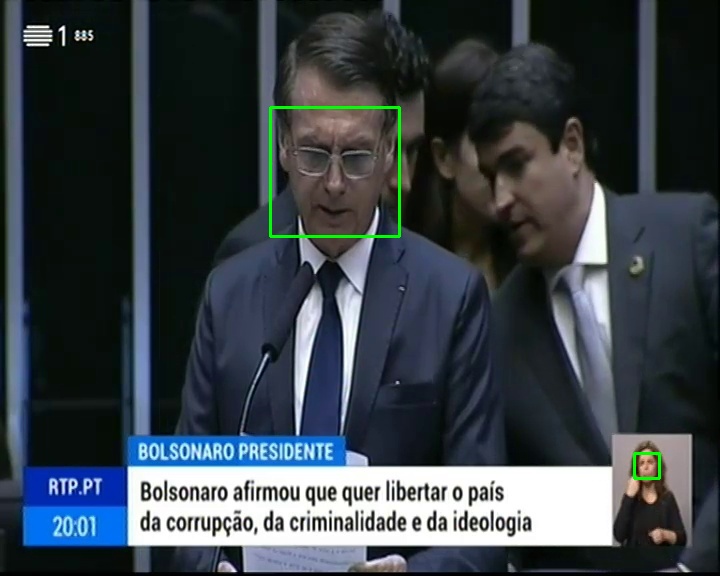 1 885
BOLSONARO PRESIDENTE
RTP.PT
Bolsonaro afirmou que quer libertar o país
20:01
da corrupção, da criminalidade e da ideologia